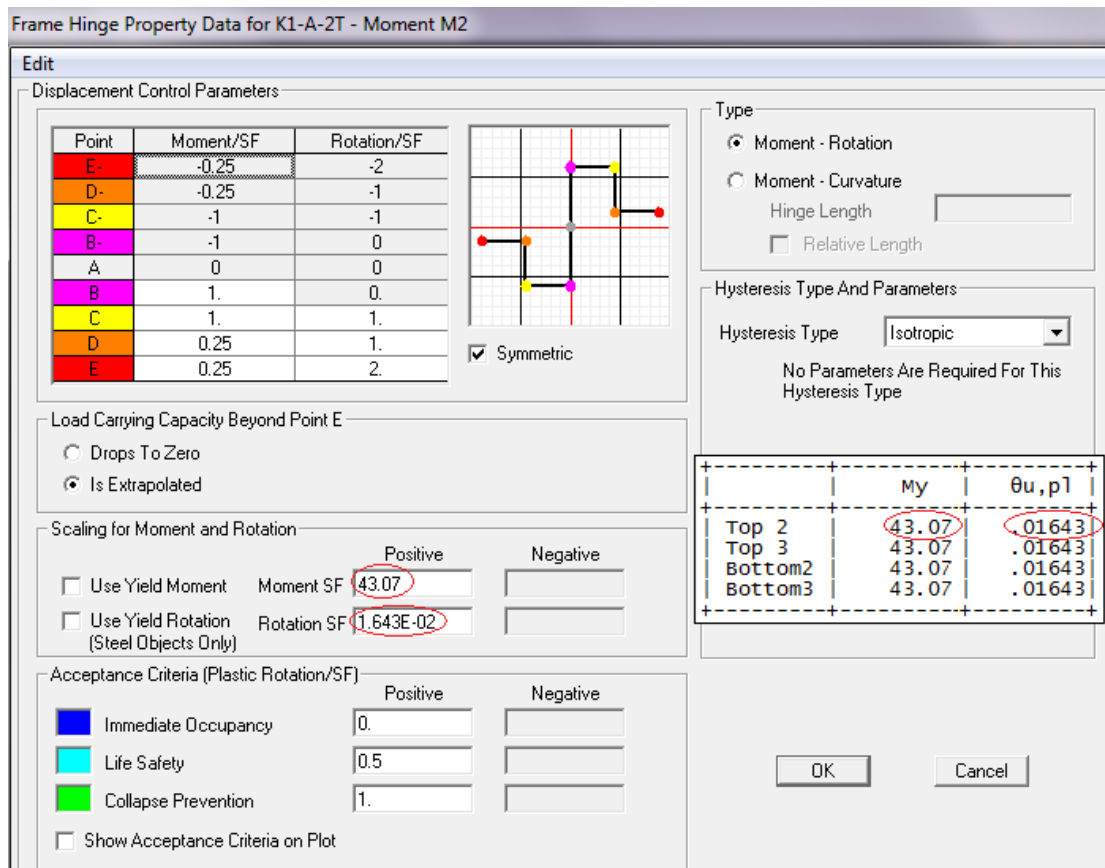 Frame Hinge Property Data for K1-A-2T - Moment M2
Edit
Displacement Control Parameters
Point Moment/SF Rotation/SF
E- -0.25 -2
D- -0.25 -1
C- -1 -1
B- -1 0
A 0 0
B 1. 0.
C 1. 1.
D 0.25 1.
E 0.25 2.
Symmetric
Load Carrying Capacity Beyond Point E
Drops To Zero
Is Extrapolated
Scaling for Moment and Rotation
Positive Negative
Use Yield Moment Moment SF 43.07
Use Yield Rotation Rotation SF 1.643E-02
(Steel Objects Only)
Acceptance Criteria (Plastic Rotation/SF)
Positive Negative
Immediate Occupancy 0.
Life Safety 0.5
Collapse Prevention 1.
Show Acceptance Criteria on Plot
Type
Moment - Rotation
Moment - Curvature
Hinge Length
Relative Length
Hysteresis Type And Parameters
Hysteresis Type Isotropic
No Parameters Are Required For This
Hysteresis Type
+---------+----------+----------+
| | My | θu,pl |
+---------+----------+----------+
| Top 2 | 43.07 | .01643|
| Top 3 | 43.07 | .01643|
| Bottom2 | 43.07 | .01643|
| Bottom3 | 43.07 | .01643|
+---------+----------+----------+
OK Cancel